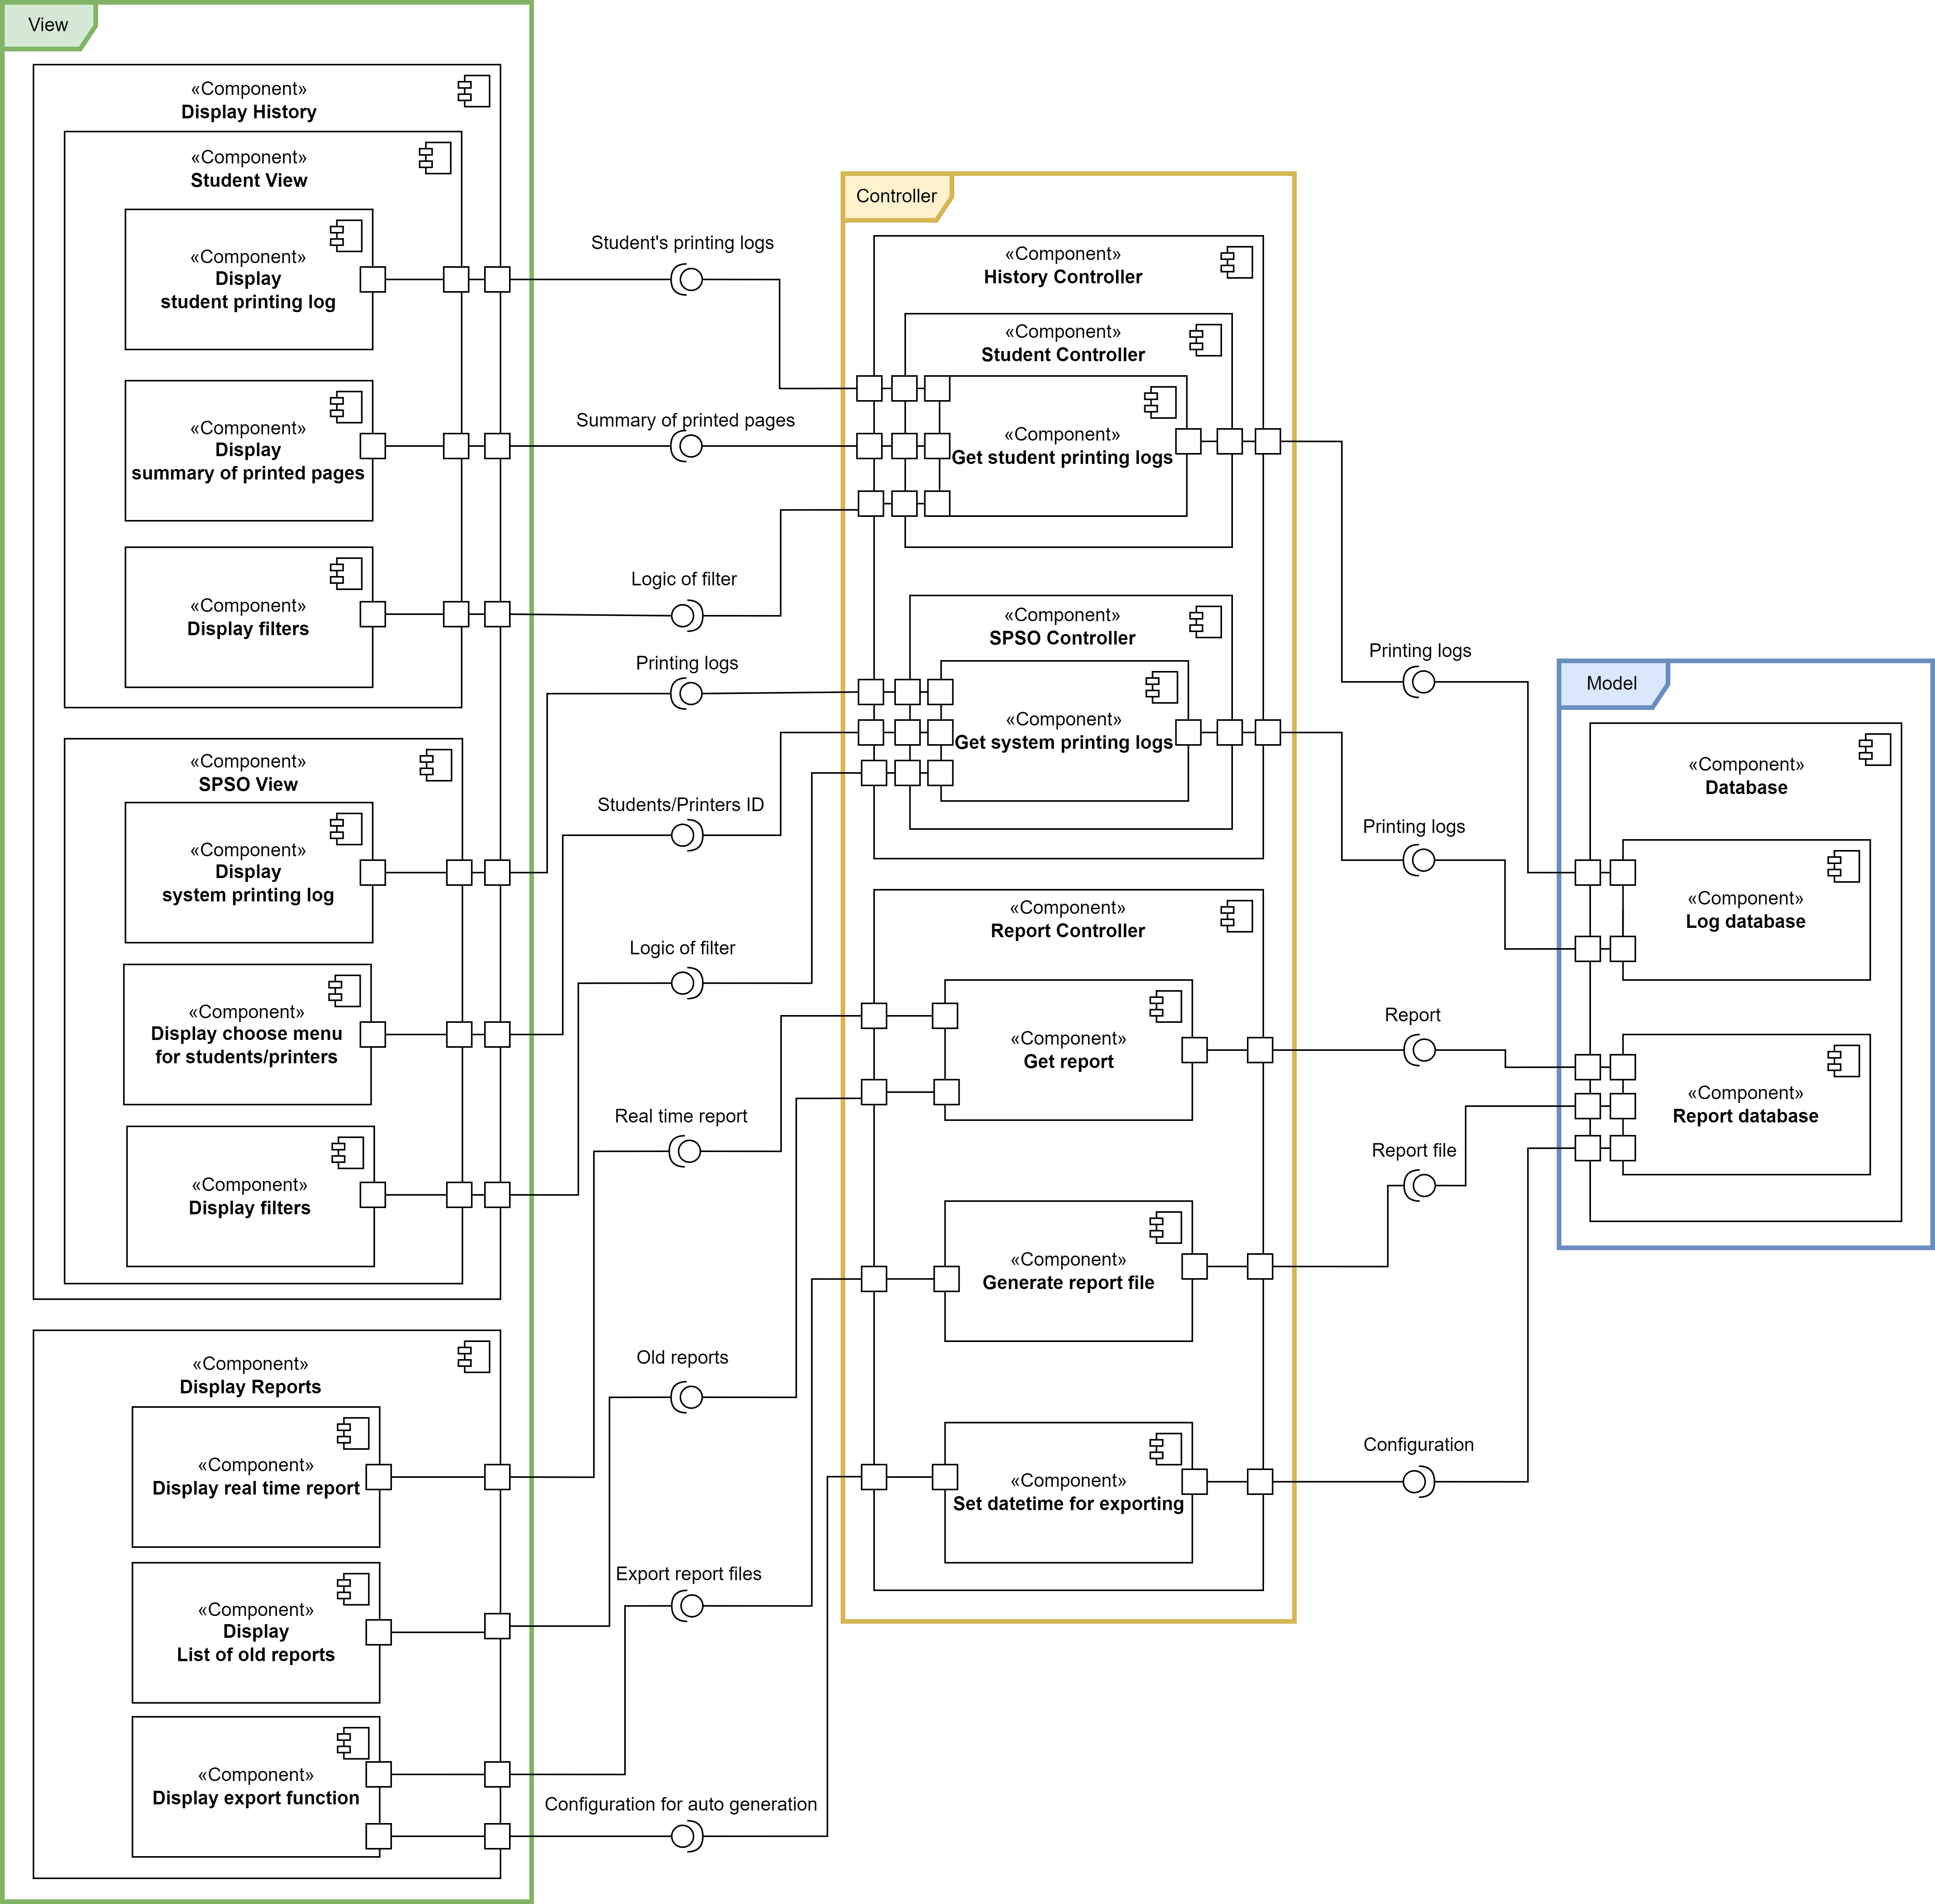 View
«Component»
Display History
«Component»
Student View
«Component»
Display
student printing log
«Component»
Display
summary of printed pages
«Component»
Display filters
«Component»
SPSO View
«Component»
Display
system printing log
«Component»
Display choose menu
for students/printers
«Component»
Display filters
«Component»
Display Reports
«Component»
Display real time report
«Component»
Display
List of old reports
«Component»
Display export function
Student's printing logs
Summary of printed pages
Logic of filter
Printing logs
Students/Printers ID
Logic of filter
Real time report
Old reports
Export report files
Configuration for auto generation
Controller
«Component»
History Controller
«Component»
Student Controller
«Component»
Get student printing logs
«Component»
SPSO Controller
«Component»
Get system printing logs
«Component»
Report Controller
«Component»
Get report
«Component»
Generate report file
«Component»
Set datetime for exporting
Printing logs
Printing logs
Report
Report file
Configuration
Model
«Component»
Database
«Component»
Log database
«Component»
Report database